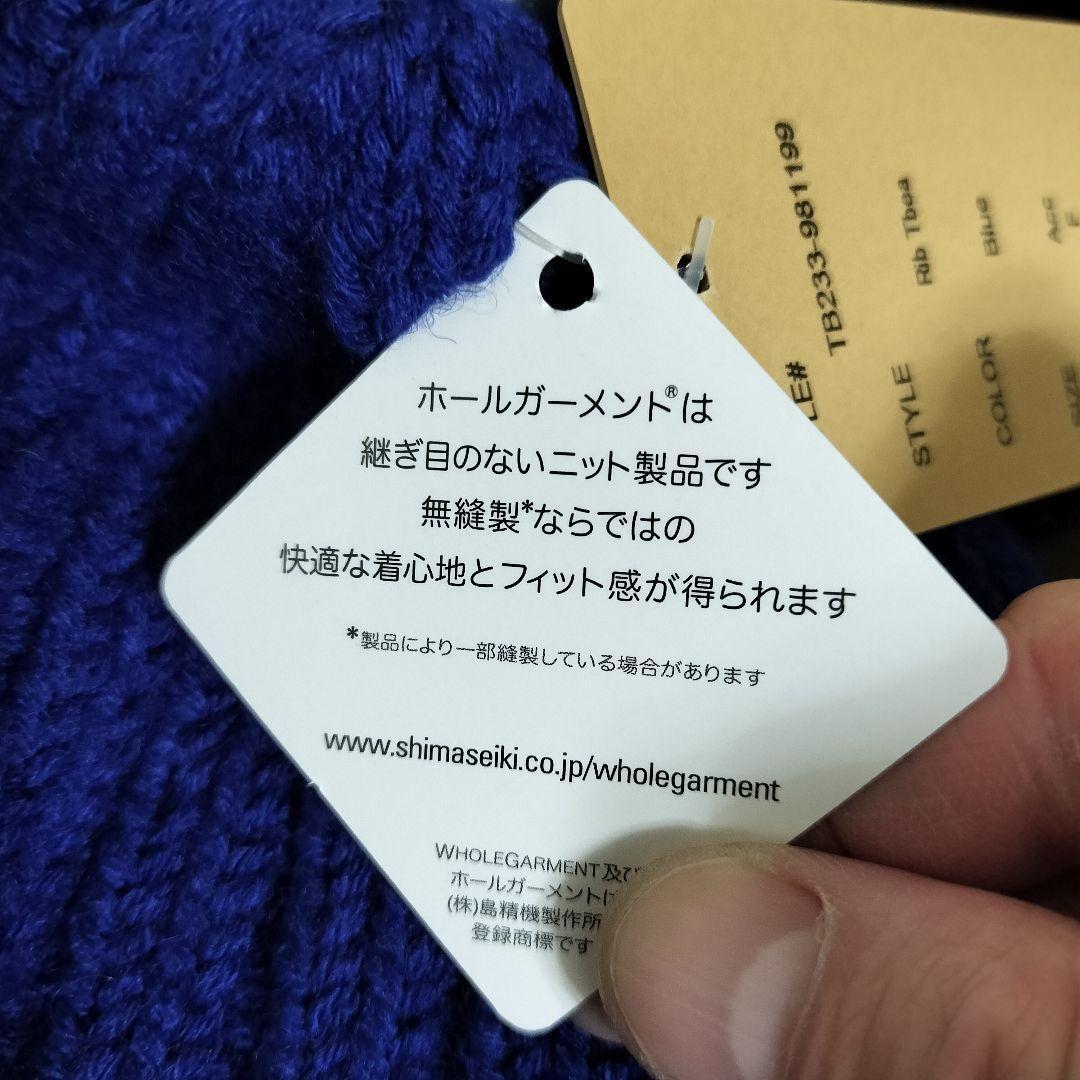 ホールガーメント®は
継ぎ目のないニット製品です
無縫製*ならではの
快適な着心地とフィット感が得られます
*製品により一部縫製している場合があります
www.shimaseiki.co.jp/wholegarment
WHOLEGARMENT及び
ホールガーメントは
(株)島精機製作所
登録商標です
LE# TB233-981199
STYLE Rib
COLOR Blue
SIZE
F